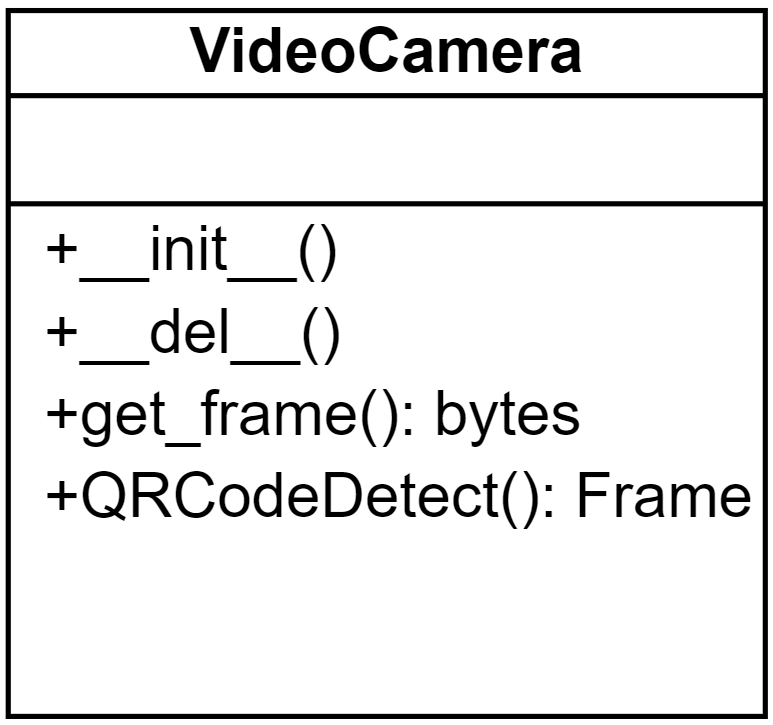 VideoCamera
+__init__()
+__del__()
+get_frame(): bytes
+QRCodeDetect(): Frame